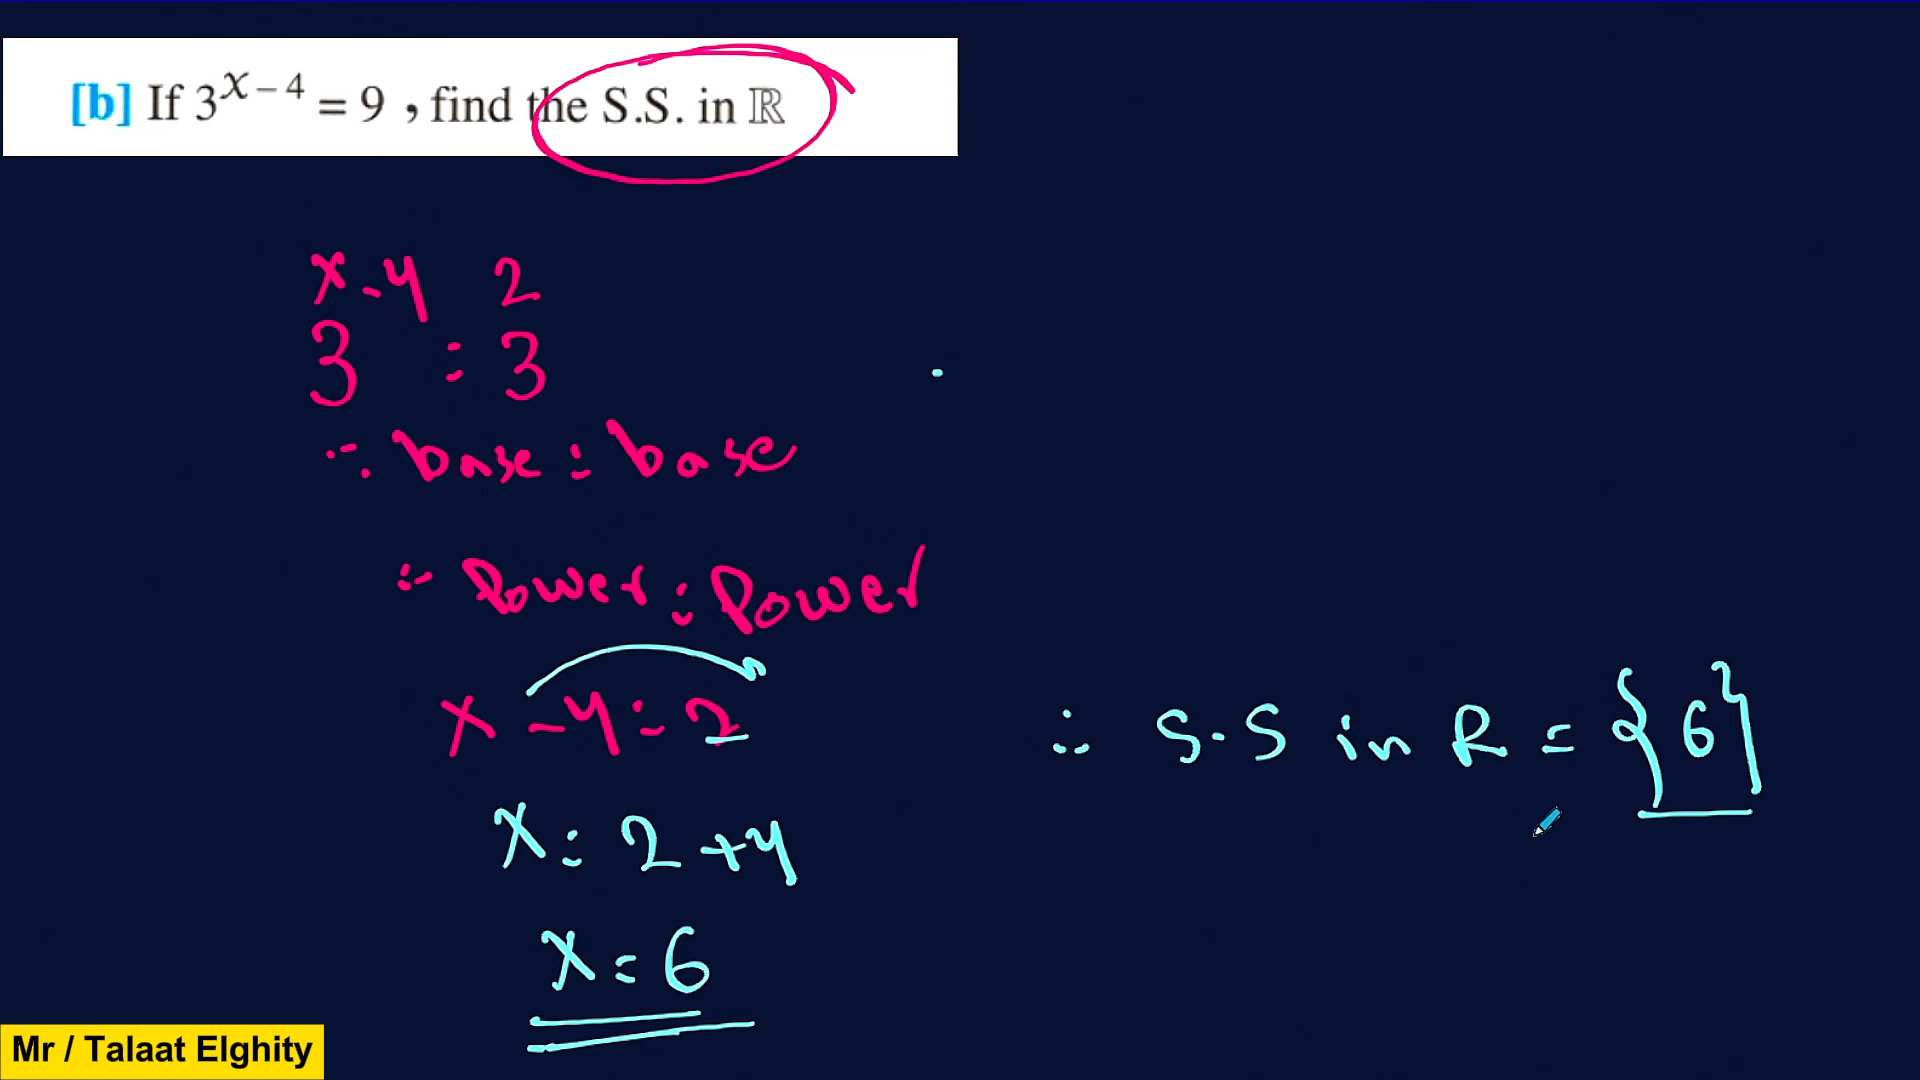 [b] If 3^{x-4} = 9 , find the S.S. in ℝ
3^{x-4} = 3^2
∵ base = base
∴ Power = Power
x - 4 = 2
x = 2 + 4
x = 6
∴ S.S in R = {6}
Mr / Talaat Elghity